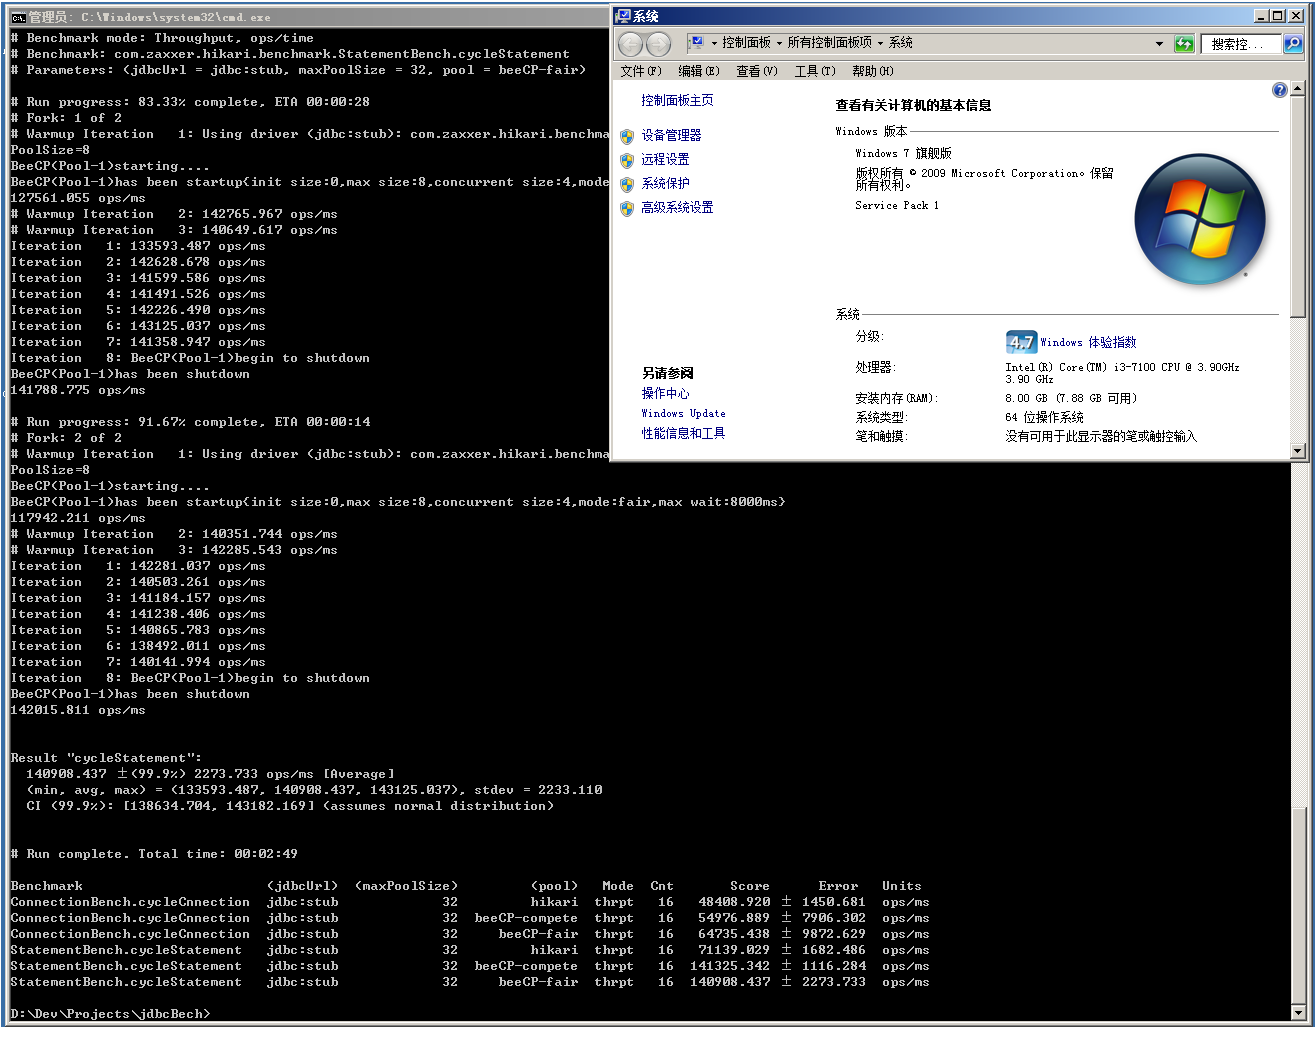 管理员: C:\Windows\system32\cmd.exe
# Benchmark mode: Throughput, ops/time
# Benchmark: com.zaxxer.hikari.benchmark.StatementBench.cycleStatement
# Parameters: (jdbcUrl = jdbc:stub, maxPoolSize = 32, pool = beeCP-fair)
# Run progress: 83.33% complete, ETA 00:00:28
# Fork: 1 of 2
# Warmup Iteration   1: Using driver (jdbc:stub): com.zaxxer.hikari.benchma
PoolSize=8
BeeCP(Pool-1)starting....
BeeCP(Pool-1)has been startup{init size:0,max size:8,concurrent size:4,mode
127561.055 ops/ms
# Warmup Iteration   2: 142765.967 ops/ms
# Warmup Iteration   3: 140649.617 ops/ms
Iteration   1: 133593.487 ops/ms
Iteration   2: 142628.678 ops/ms
Iteration   3: 141599.586 ops/ms
Iteration   4: 141491.526 ops/ms
Iteration   5: 142226.490 ops/ms
Iteration   6: 143125.037 ops/ms
Iteration   7: 141358.947 ops/ms
Iteration   8: BeeCP(Pool-1)begin to shutdown
BeeCP(Pool-1)has been shutdown
141788.775 ops/ms
# Run progress: 91.67% complete, ETA 00:00:14
# Fork: 2 of 2
# Warmup Iteration   1: Using driver (jdbc:stub): com.zaxxer.hikari.benchma
PoolSize=8
BeeCP(Pool-1)starting....
BeeCP(Pool-1)has been startup{init size:0,max size:8,concurrent size:4,mode:fair,max wait:8000ms}
117942.211 ops/ms
# Warmup Iteration   2: 140351.744 ops/ms
# Warmup Iteration   3: 142285.543 ops/ms
Iteration   1: 142281.037 ops/ms
Iteration   2: 140503.261 ops/ms
Iteration   3: 141184.157 ops/ms
Iteration   4: 141238.406 ops/ms
Iteration   5: 140865.783 ops/ms
Iteration   6: 138492.011 ops/ms
Iteration   7: 140141.994 ops/ms
Iteration   8: BeeCP(Pool-1)begin to shutdown
BeeCP(Pool-1)has been shutdown
142015.811 ops/ms
Result "cycleStatement":
  140908.437 ±(99.9%) 2273.733 ops/ms [Average]
  (min, avg, max) = (133593.487, 140908.437, 143125.037), stdev = 2233.110
  CI (99.9%): [138634.704, 143182.169] (assumes normal distribution)
# Run complete. Total time: 00:02:49
Benchmark (jdbcUrl) (maxPoolSize) (pool) Mode Cnt Score Error Units
ConnectionBench.cycleCnnection jdbc:stub 32 hikari thrpt 16 48408.920 ± 1450.681 ops/ms
ConnectionBench.cycleCnnection jdbc:stub 32 beeCP-compete thrpt 16 54976.889 ± 7906.302 ops/ms
ConnectionBench.cycleCnnection jdbc:stub 32 beeCP-fair thrpt 16 64735.438 ± 9872.629 ops/ms
StatementBench.cycleStatement jdbc:stub 32 hikari thrpt 16 71139.029 ± 1682.486 ops/ms
StatementBench.cycleStatement jdbc:stub 32 beeCP-compete thrpt 16 141325.342 ± 1116.284 ops/ms
StatementBench.cycleStatement jdbc:stub 32 beeCP-fair thrpt 16 140908.437 ± 2273.733 ops/ms
D:\Dev\Projects\jdbcBech>
系统
控制面板 所有控制面板项 系统
搜索控...
文件(F) 编辑(E) 查看(V) 工具(T) 帮助(H)
控制面板主页
设备管理器
远程设置
系统保护
高级系统设置
另请参阅
操作中心
Windows Update
性能信息和工具
查看有关计算机的基本信息
Windows 版本
Windows 7 旗舰版
版权所有 © 2009 Microsoft Corporation。保留
所有权利。
Service Pack 1
系统
分级: 4.7 Windows 体验指数
处理器: Intel(R) Core(TM) i3-7100 CPU @ 3.90GHz
3.90 GHz
安装内存(RAM): 8.00 GB (7.88 GB 可用)
系统类型: 64 位操作系统
笔和触摸: 没有可用于此显示器的笔或触控输入